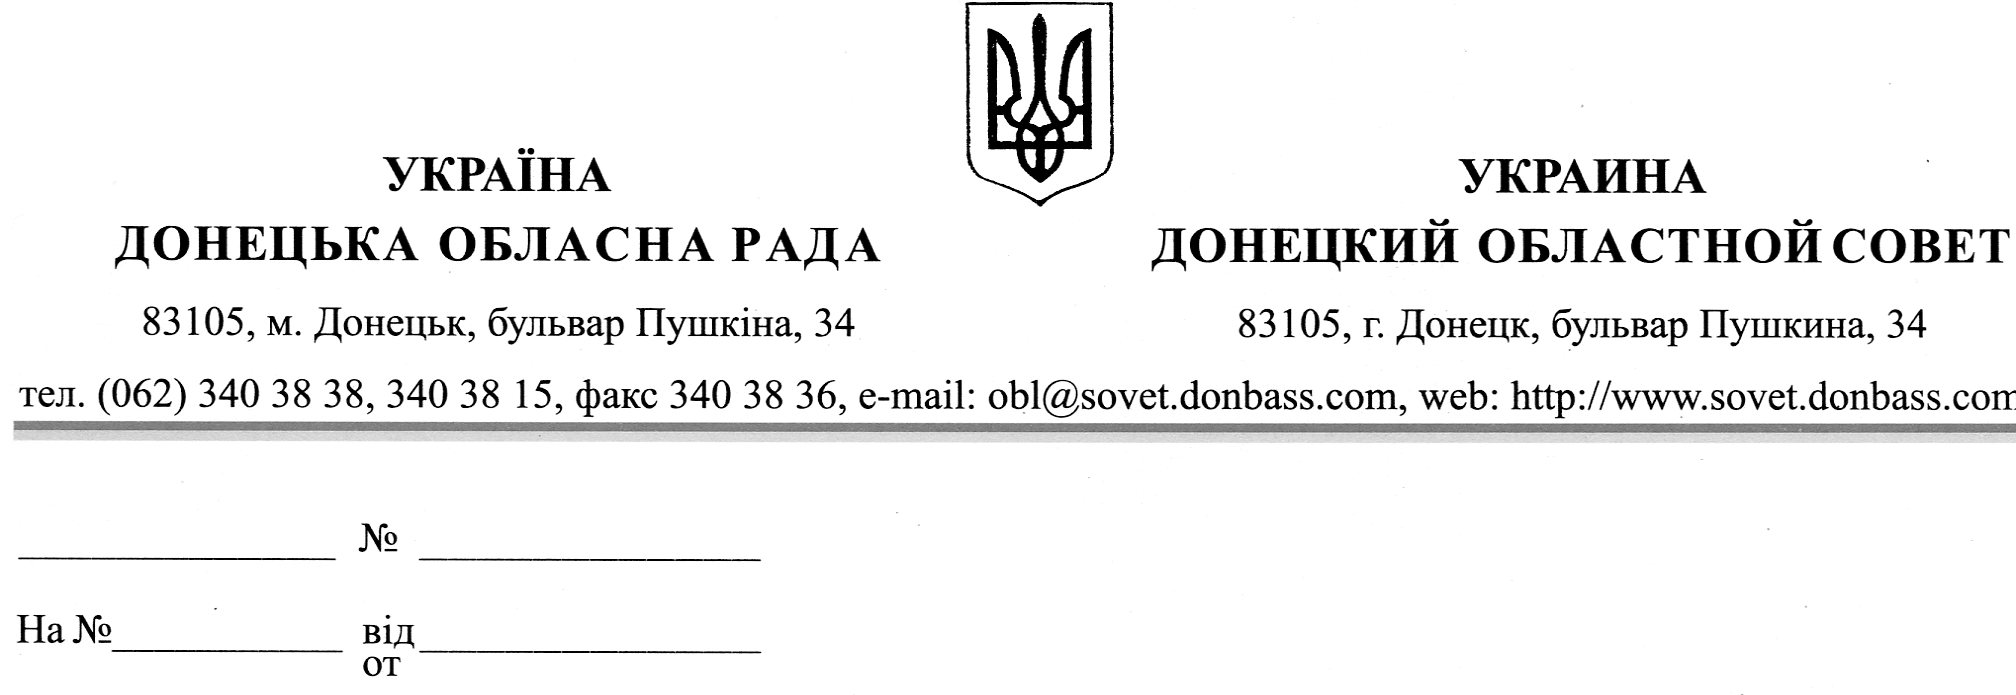 УКРАЇНА
ДОНЕЦЬКА ОБЛАСНА РАДА
83105, м. Донецьк, бульвар Пушкіна, 34
УКРАИНА
ДОНЕЦКИЙ ОБЛАСТНОЙ СОВЕТ
83105, г. Донецк, бульвар Пушкина, 34
тел. (062) 340 38 38, 340 38 15, факс 340 38 36, e-mail: obl@sovet.donbass.com, web: http://www.sovet.donbass.com
№
На № від
от